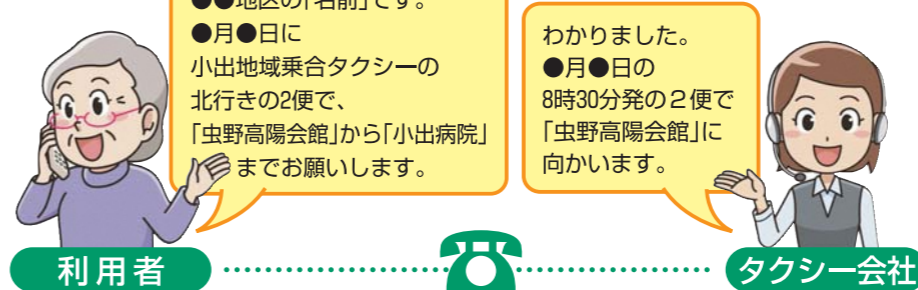 ●●地区の「名前」です。
●月●日に
小出地域乗合タクシーの
北行きの2便で、
「虫野高陽会館」から「小出病院」
までお願いします。
わかりました。
●月●日の
8時30分発の２便で
「虫野高陽会館」に
向かいます。
利用者
タクシー会社